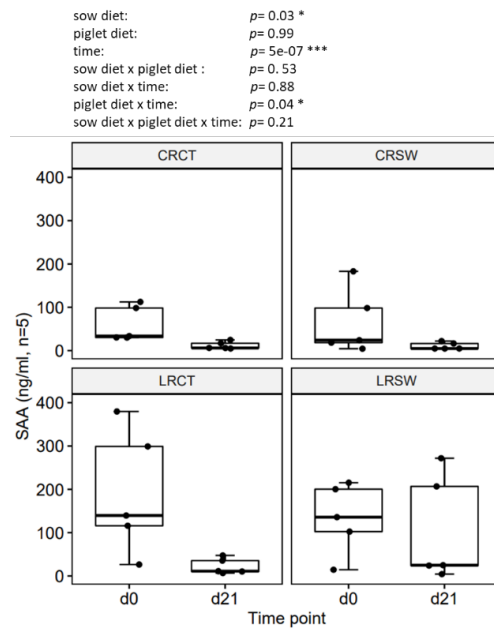 sow diet: p= 0.03 *
piglet diet: p= 0.99
time: p= 5e-07 ***
sow diet x piglet diet : p= 0. 53
sow diet x time: p= 0.88
piglet diet x time: p= 0.04 *
sow diet x piglet diet x time: p= 0.21
CRCT CRSW
400
300
200
100
0
LRCT LRSW
400
300
200
100
0
SAA (ng/ml, n=5)
d0 d21 d0 d21
Time point